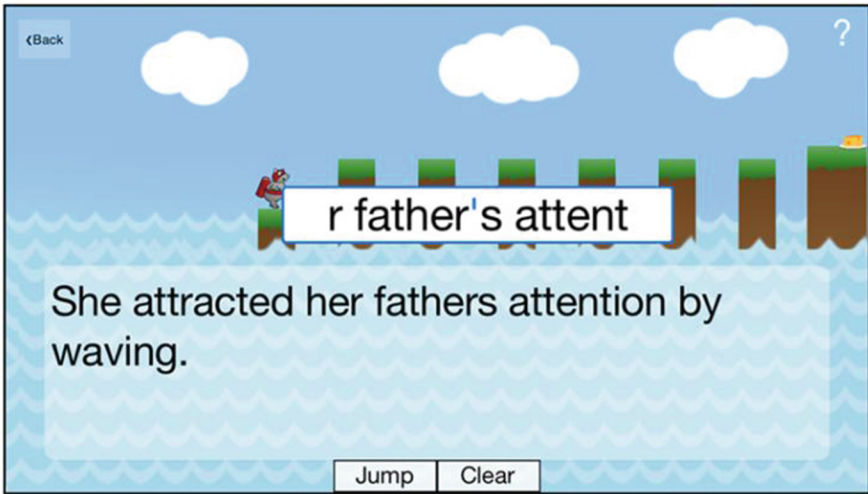 ‹Back
?
r father's attent
She attracted her fathers attention by
waving.
Jump
Clear